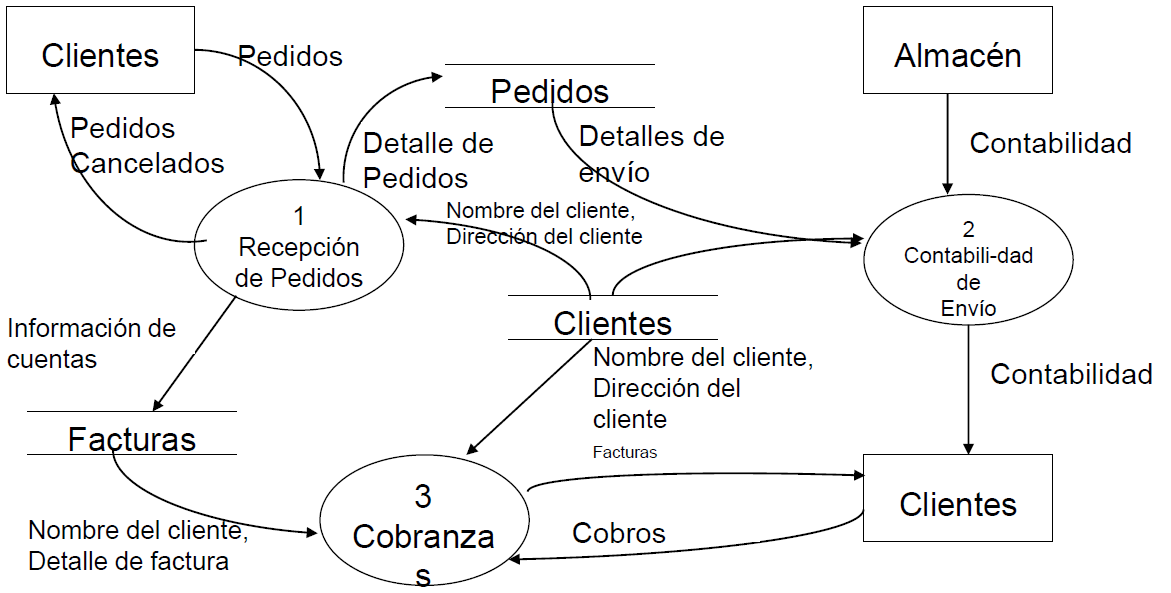 Clientes
Pedidos
Pedidos
Almacén
Pedidos
Cancelados
Detalle de
Pedidos
Detalles de
envío
Contabilidad
Nombre del cliente,
Dirección del cliente
1
Recepción
de Pedidos
2
Contabili-dad
de
Envío
Clientes
Información de
cuentas
Nombre del cliente,
Dirección del
cliente
Contabilidad
Facturas
Facturas
3
Cobranza
s
Clientes
Nombre del cliente,
Detalle de factura
Cobros